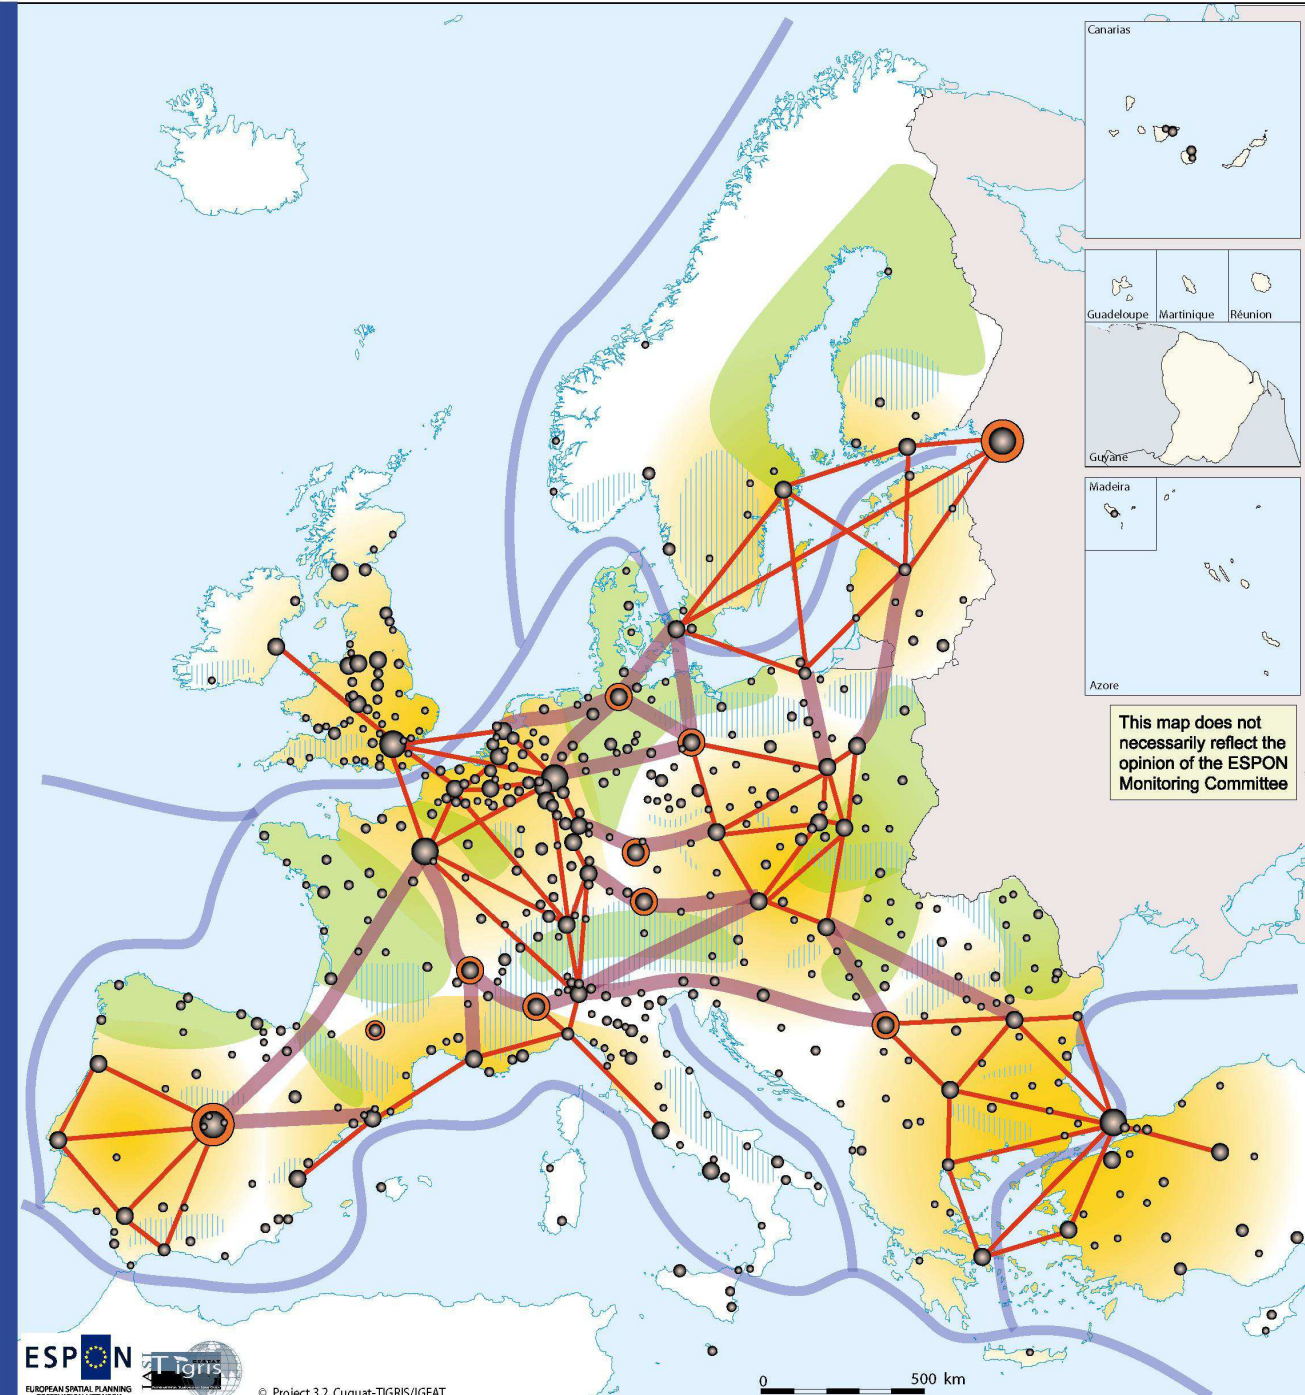 Canarias
Guadeloupe
Martinique
Réunion
Guyane
Madeira
Azore
This map does not
necessarily reflect the
opinion of the ESPON
Monitoring Committee
ESPON
EUROPEAN SPATIAL PLANNING
Tigris
© Project 3.2, Cuguat-TIGRIS/IGEAT
0
500 km